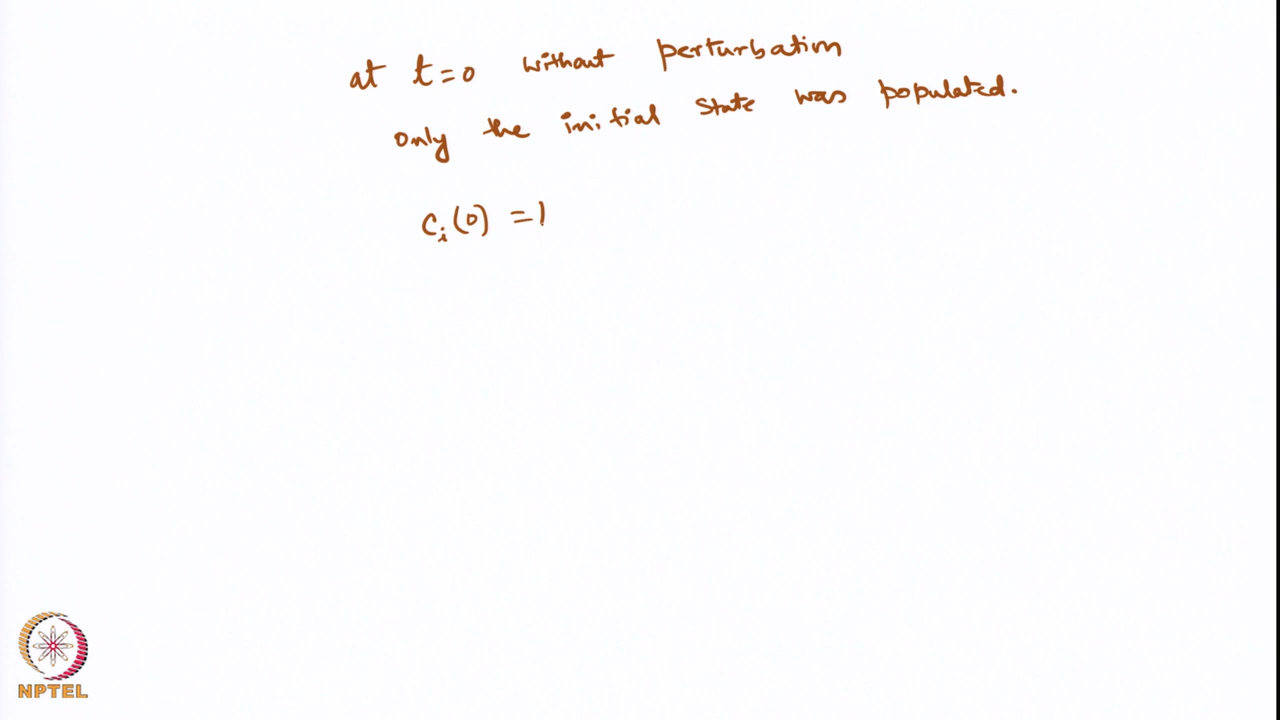 at t=0 without perturbation
only the initial state was populated.
c_i(0) =1
NPTEL